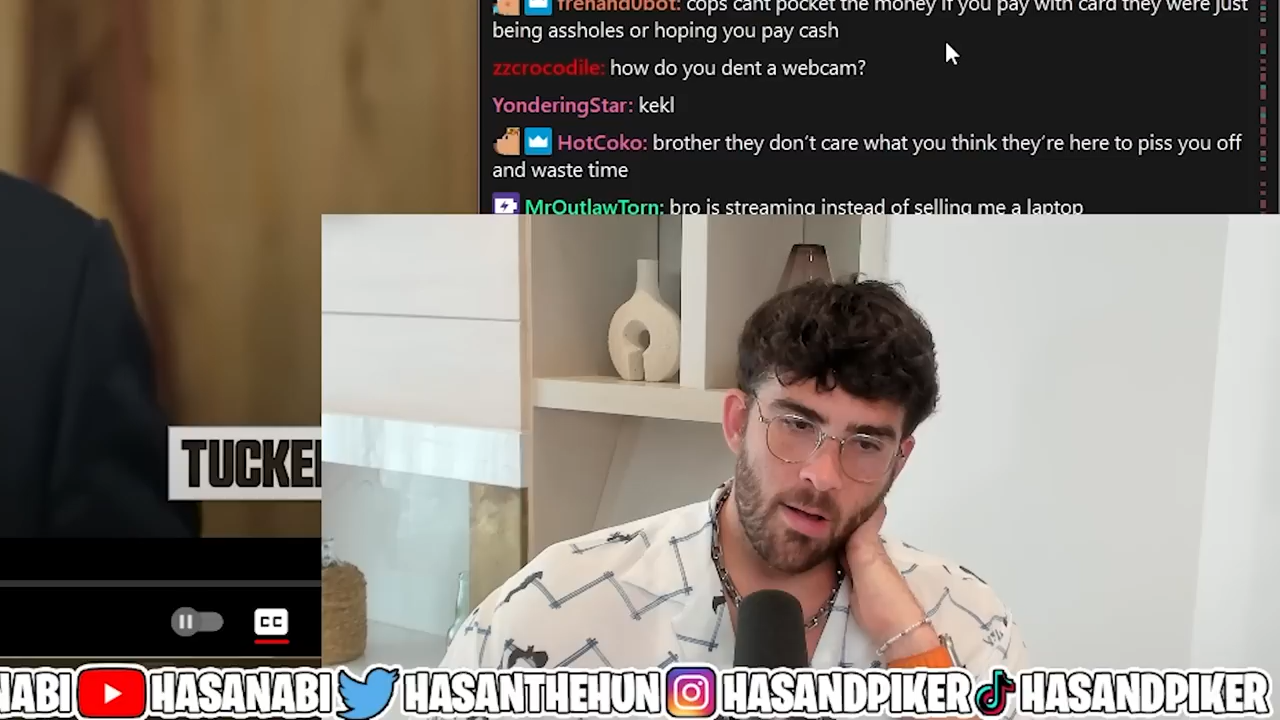 frenand0bot: cops cant pocket the money if you pay with card they were just
being assholes or hoping you pay cash
zzcrocodile: how do you dent a webcam?
YonderingStar: kekl
HotCoko: brother they don't care what you think they're here to piss you off
and waste time
MrOutlawTorn: bro is streaming instead of selling me a laptop
TUCKE
CC
NABI HASANABI HASANTHEHUN HASANDPIKER HASANDPIKER